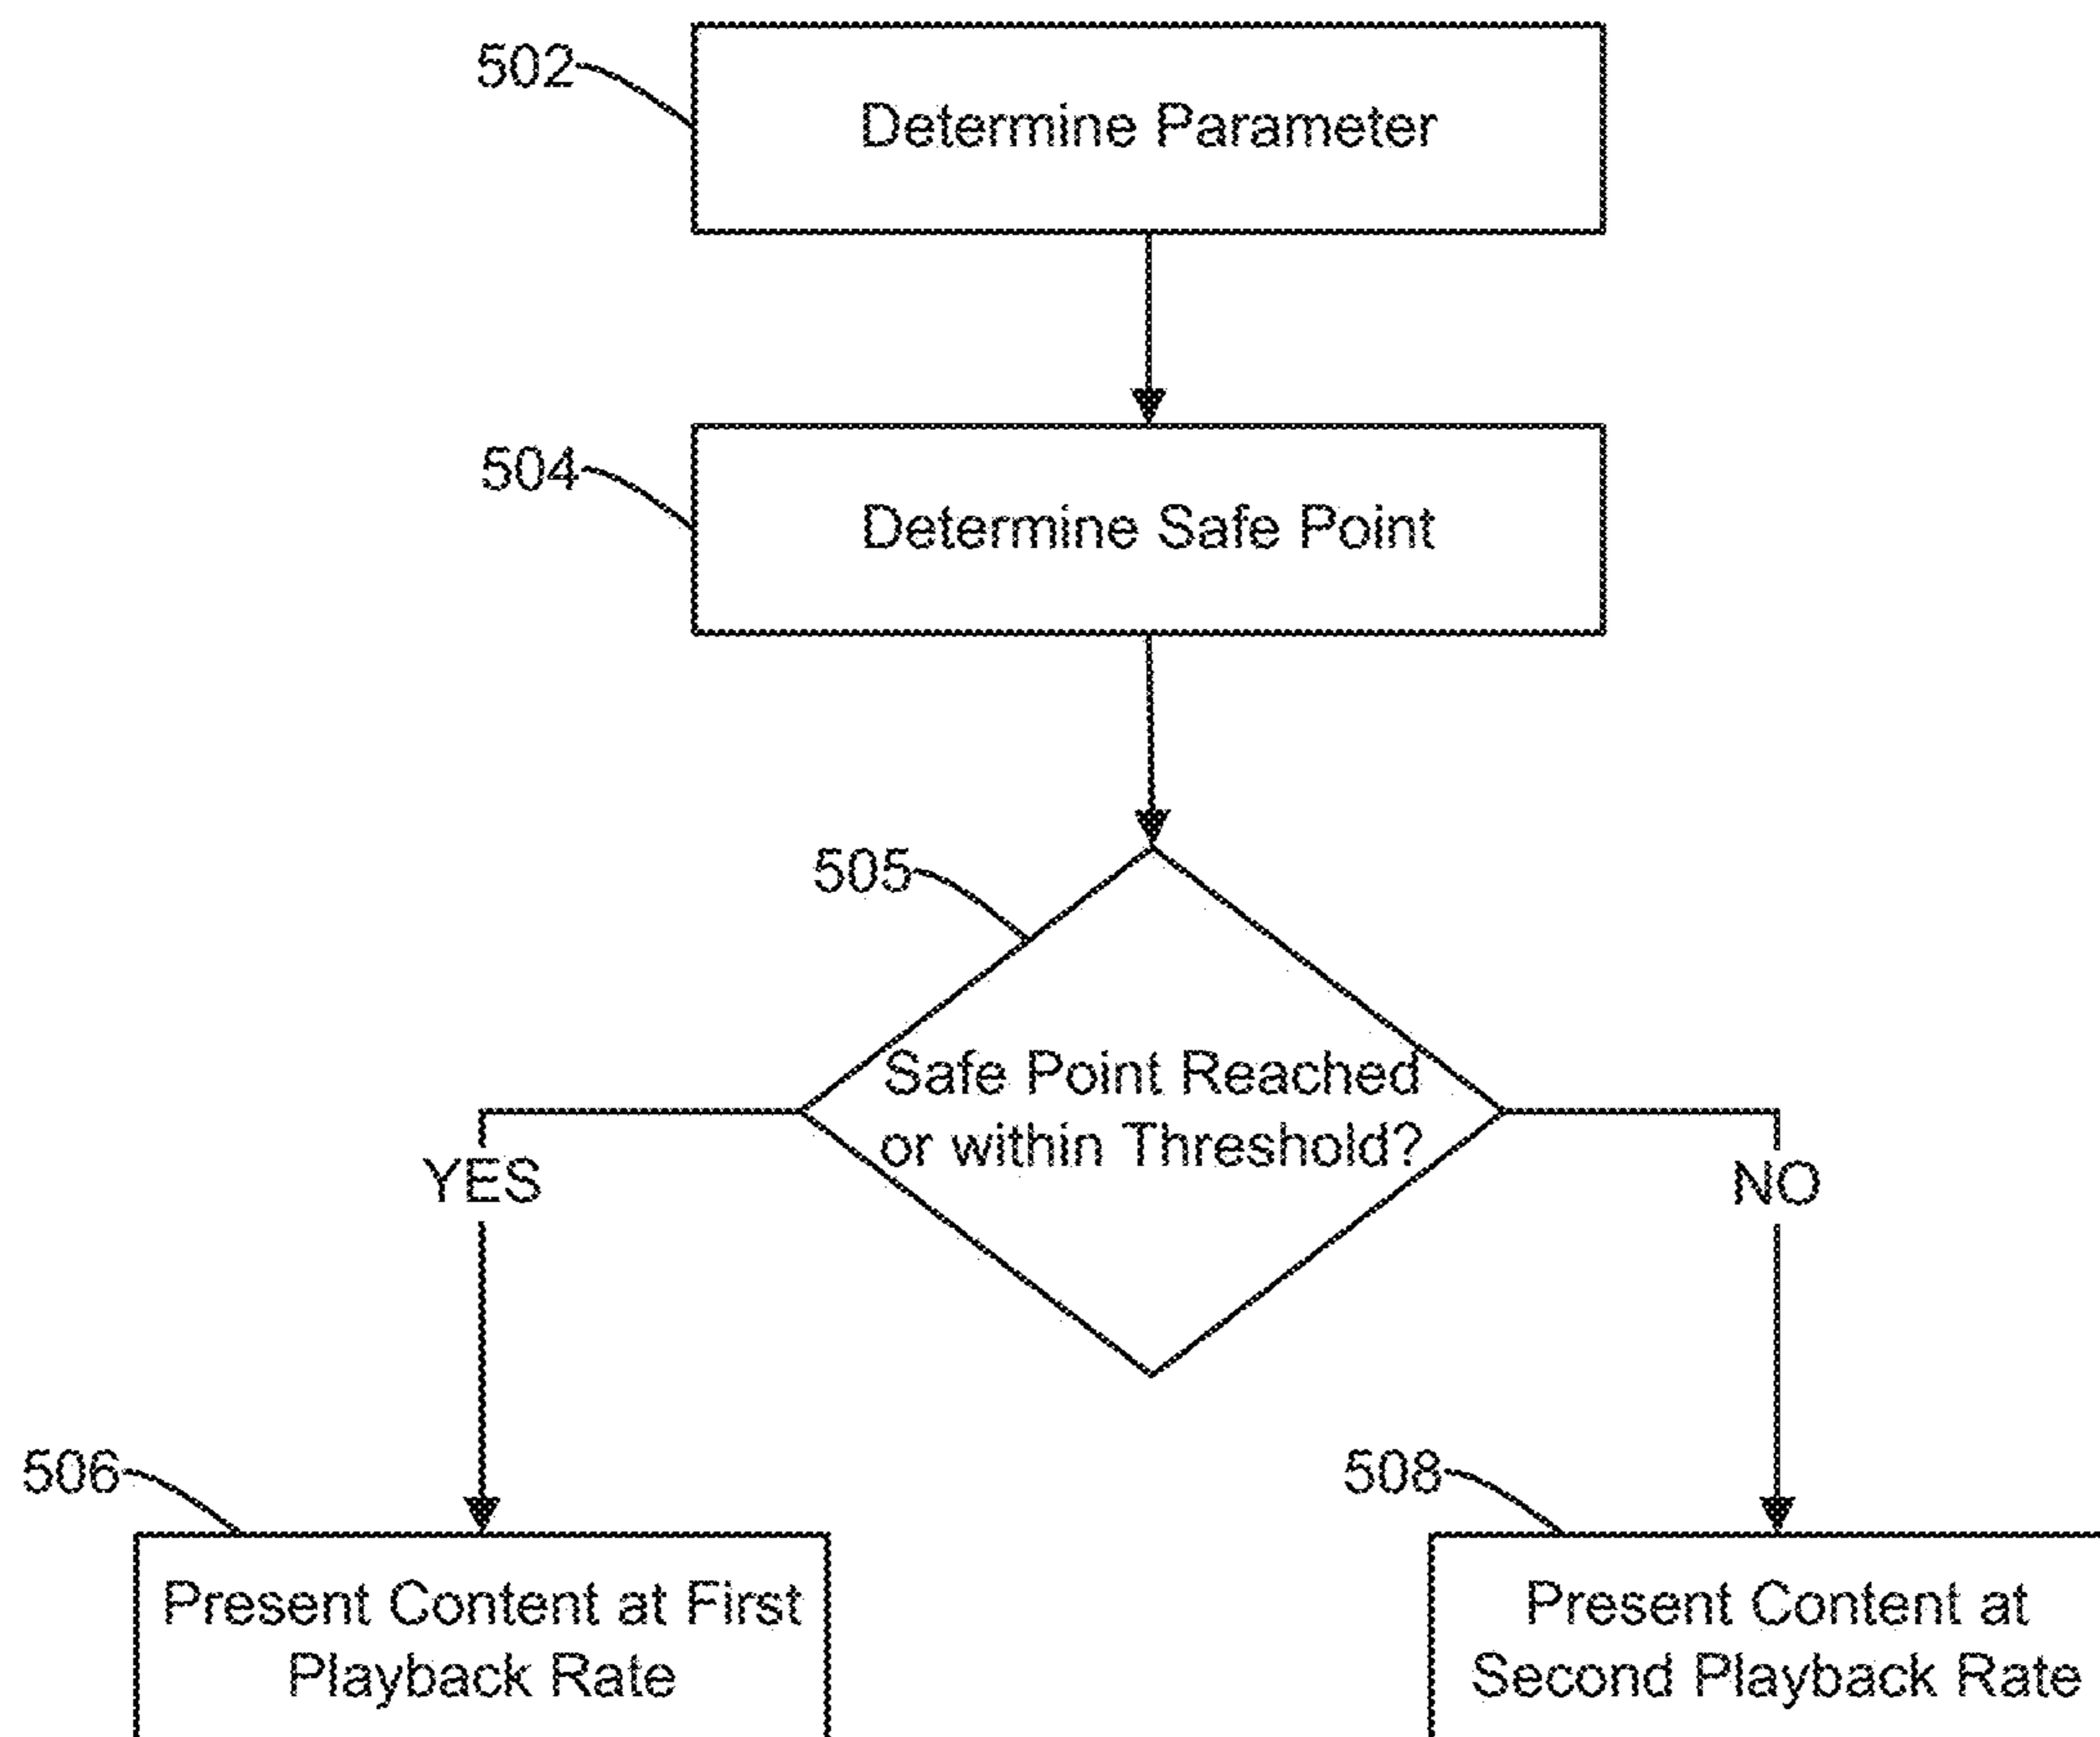 502
Determine Parameter
504
Determine Safe Point
505
Safe Point Reached
or within Threshold?
YES
NO
506
Present Content at First
Playback Rate
508
Present Content at
Second Playback Rate